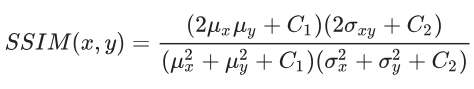 SSIM(x, y) = \frac{(2\mu_x\mu_y + C_1)(2\sigma_{xy} + C_2)}{(\mu_x^2 + \mu_y^2 + C_1)(\sigma_x^2 + \sigma_y^2 + C_2)}